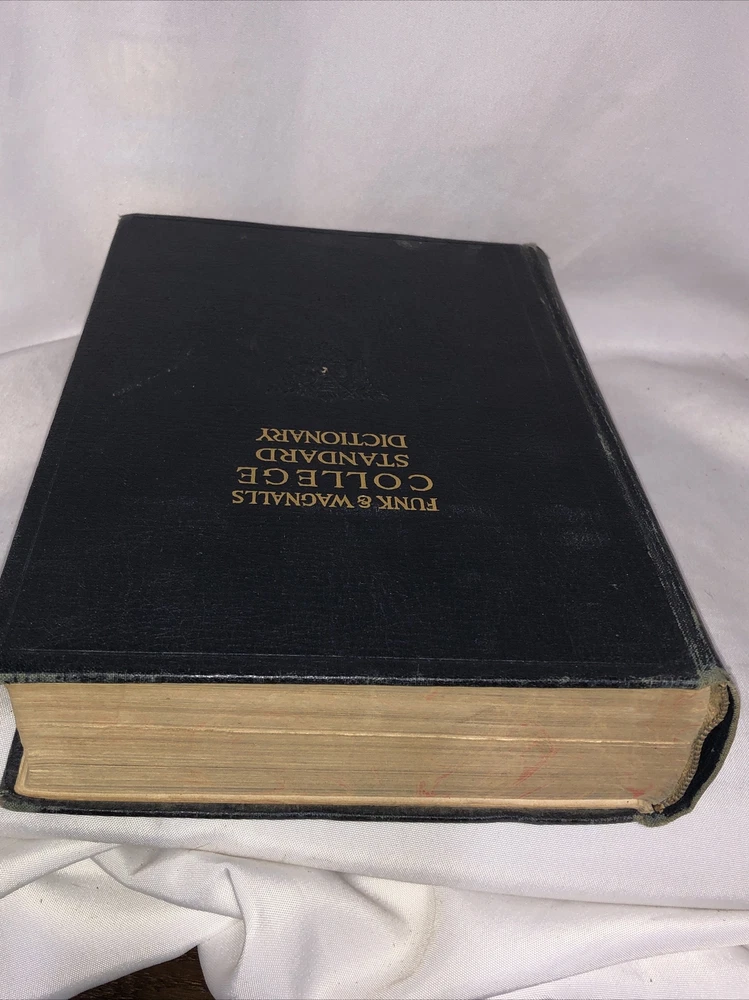 FUNK & WAGNALLS
COLLEGE
STANDARD
DICTIONARY